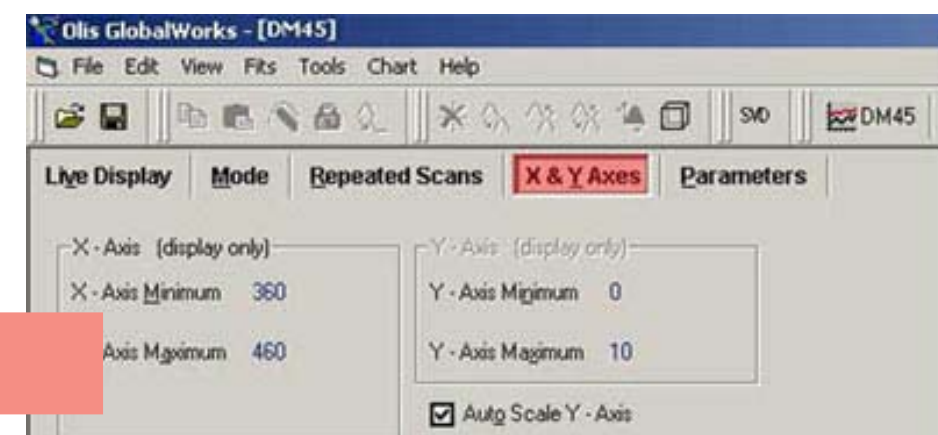 Olis GlobalWorks - [DM45]
File Edit View Fits Tools Chart Help
SVD DM45
Live Display Mode Repeated Scans X & Y Axes Parameters
X - Axis (display only) Y - Axis (display only)
X - Axis Minimum 360 Y - Axis Minimum 0
Axis Maximum 460 Y - Axis Maximum 10
Auto Scale Y - Axis